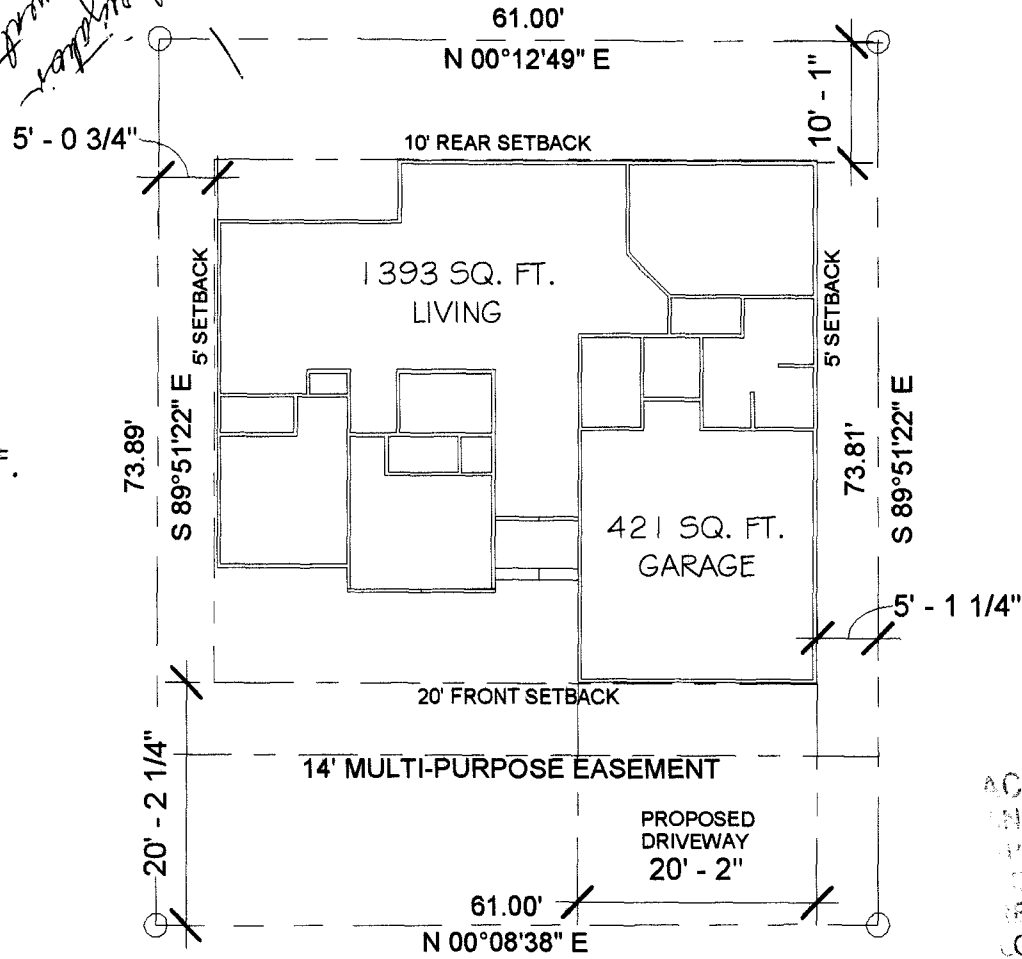 61.00'
N 00°12'49" E
10' - 1"
5' - 0 3/4"
10' REAR SETBACK
1393 SQ. FT.
LIVING
5' SETBACK
5' SETBACK
73.89'
S 89°51'22" E
73.81'
S 89°51'22" E
421 SQ. FT.
GARAGE
5' - 1 1/4"
20' FRONT SETBACK
14' MULTI-PURPOSE EASEMENT
20' - 2 1/4"
PROPOSED
DRIVEWAY
20' - 2"
61.00'
N 00°08'38" E